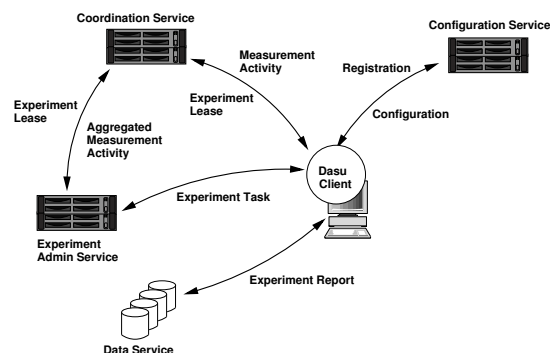 Coordination Service
Configuration Service
Measurement
Activity
Registration
Experiment
Lease
Experiment
Lease
Configuration
Aggregated
Measurement
Activity
Dasu
Client
Experiment Task
Experiment
Admin Service
Experiment Report
Data Service